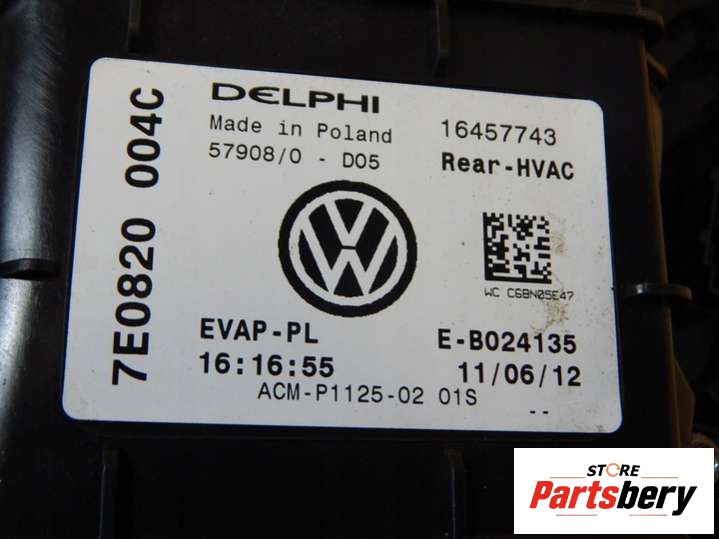 7E0820 004C
DELPHI
Made in Poland
57908/0 - D05
16457743
Rear-HVAC
WC C6BN05E47
EVAP-PL
16:16:55
E-B024135
11/06/12
ACM-P1125-02 01S
--
STORE
Partsbery